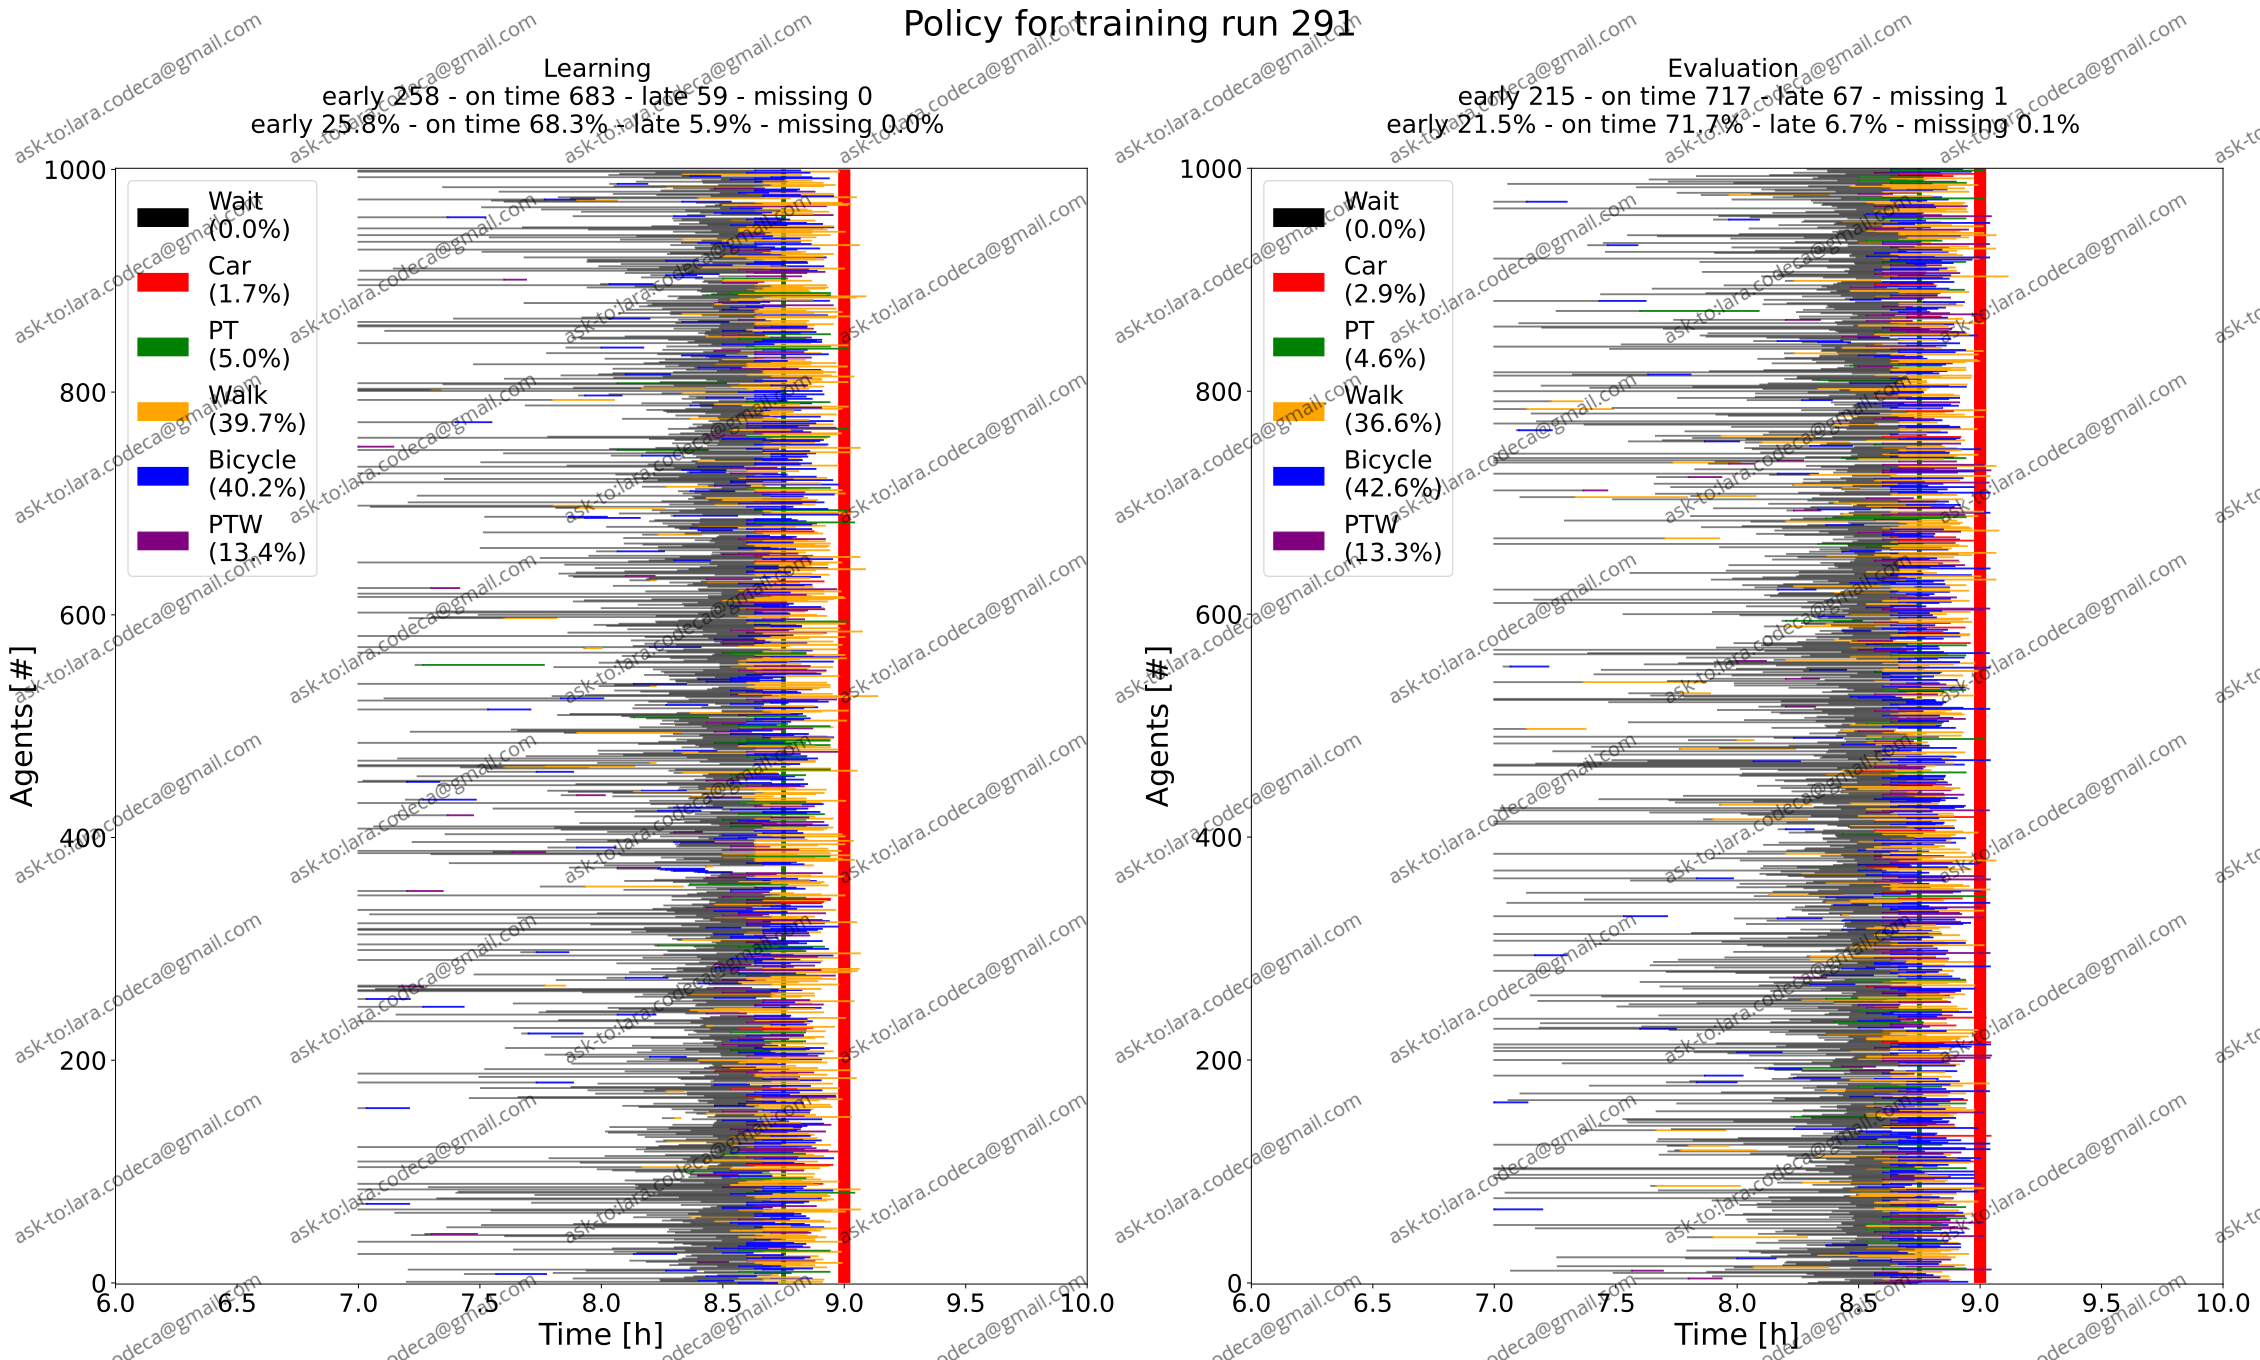 Policy for training run 291
Learning
early 258 - on time 683 - late 59 - missing 0
early 25.8% - on time 68.3% - late 5.9% - missing 0.0%
1000
800
600
400
200
0
Agents [#]
Wait
(0.0%)
Car
(1.7%)
PT
(5.0%)
Walk
(39.7%)
Bicycle
(40.2%)
PTW
(13.4%)
6.0 6.5 7.0 7.5 8.0 8.5 9.0 9.5 10.0
Time [h]
Evaluation
early 215 - on time 717 - late 67 - missing 1
early 21.5% - on time 71.7% - late 6.7% - missing 0.1%
1000
800
600
400
200
0
Agents [#]
Wait
(0.0%)
Car
(2.9%)
PT
(4.6%)
Walk
(36.6%)
Bicycle
(42.6%)
PTW
(13.3%)
6.0 6.5 7.0 7.5 8.0 8.5 9.0 9.5 10.0
Time [h]
ask-to:lara.codeca@gmail.com